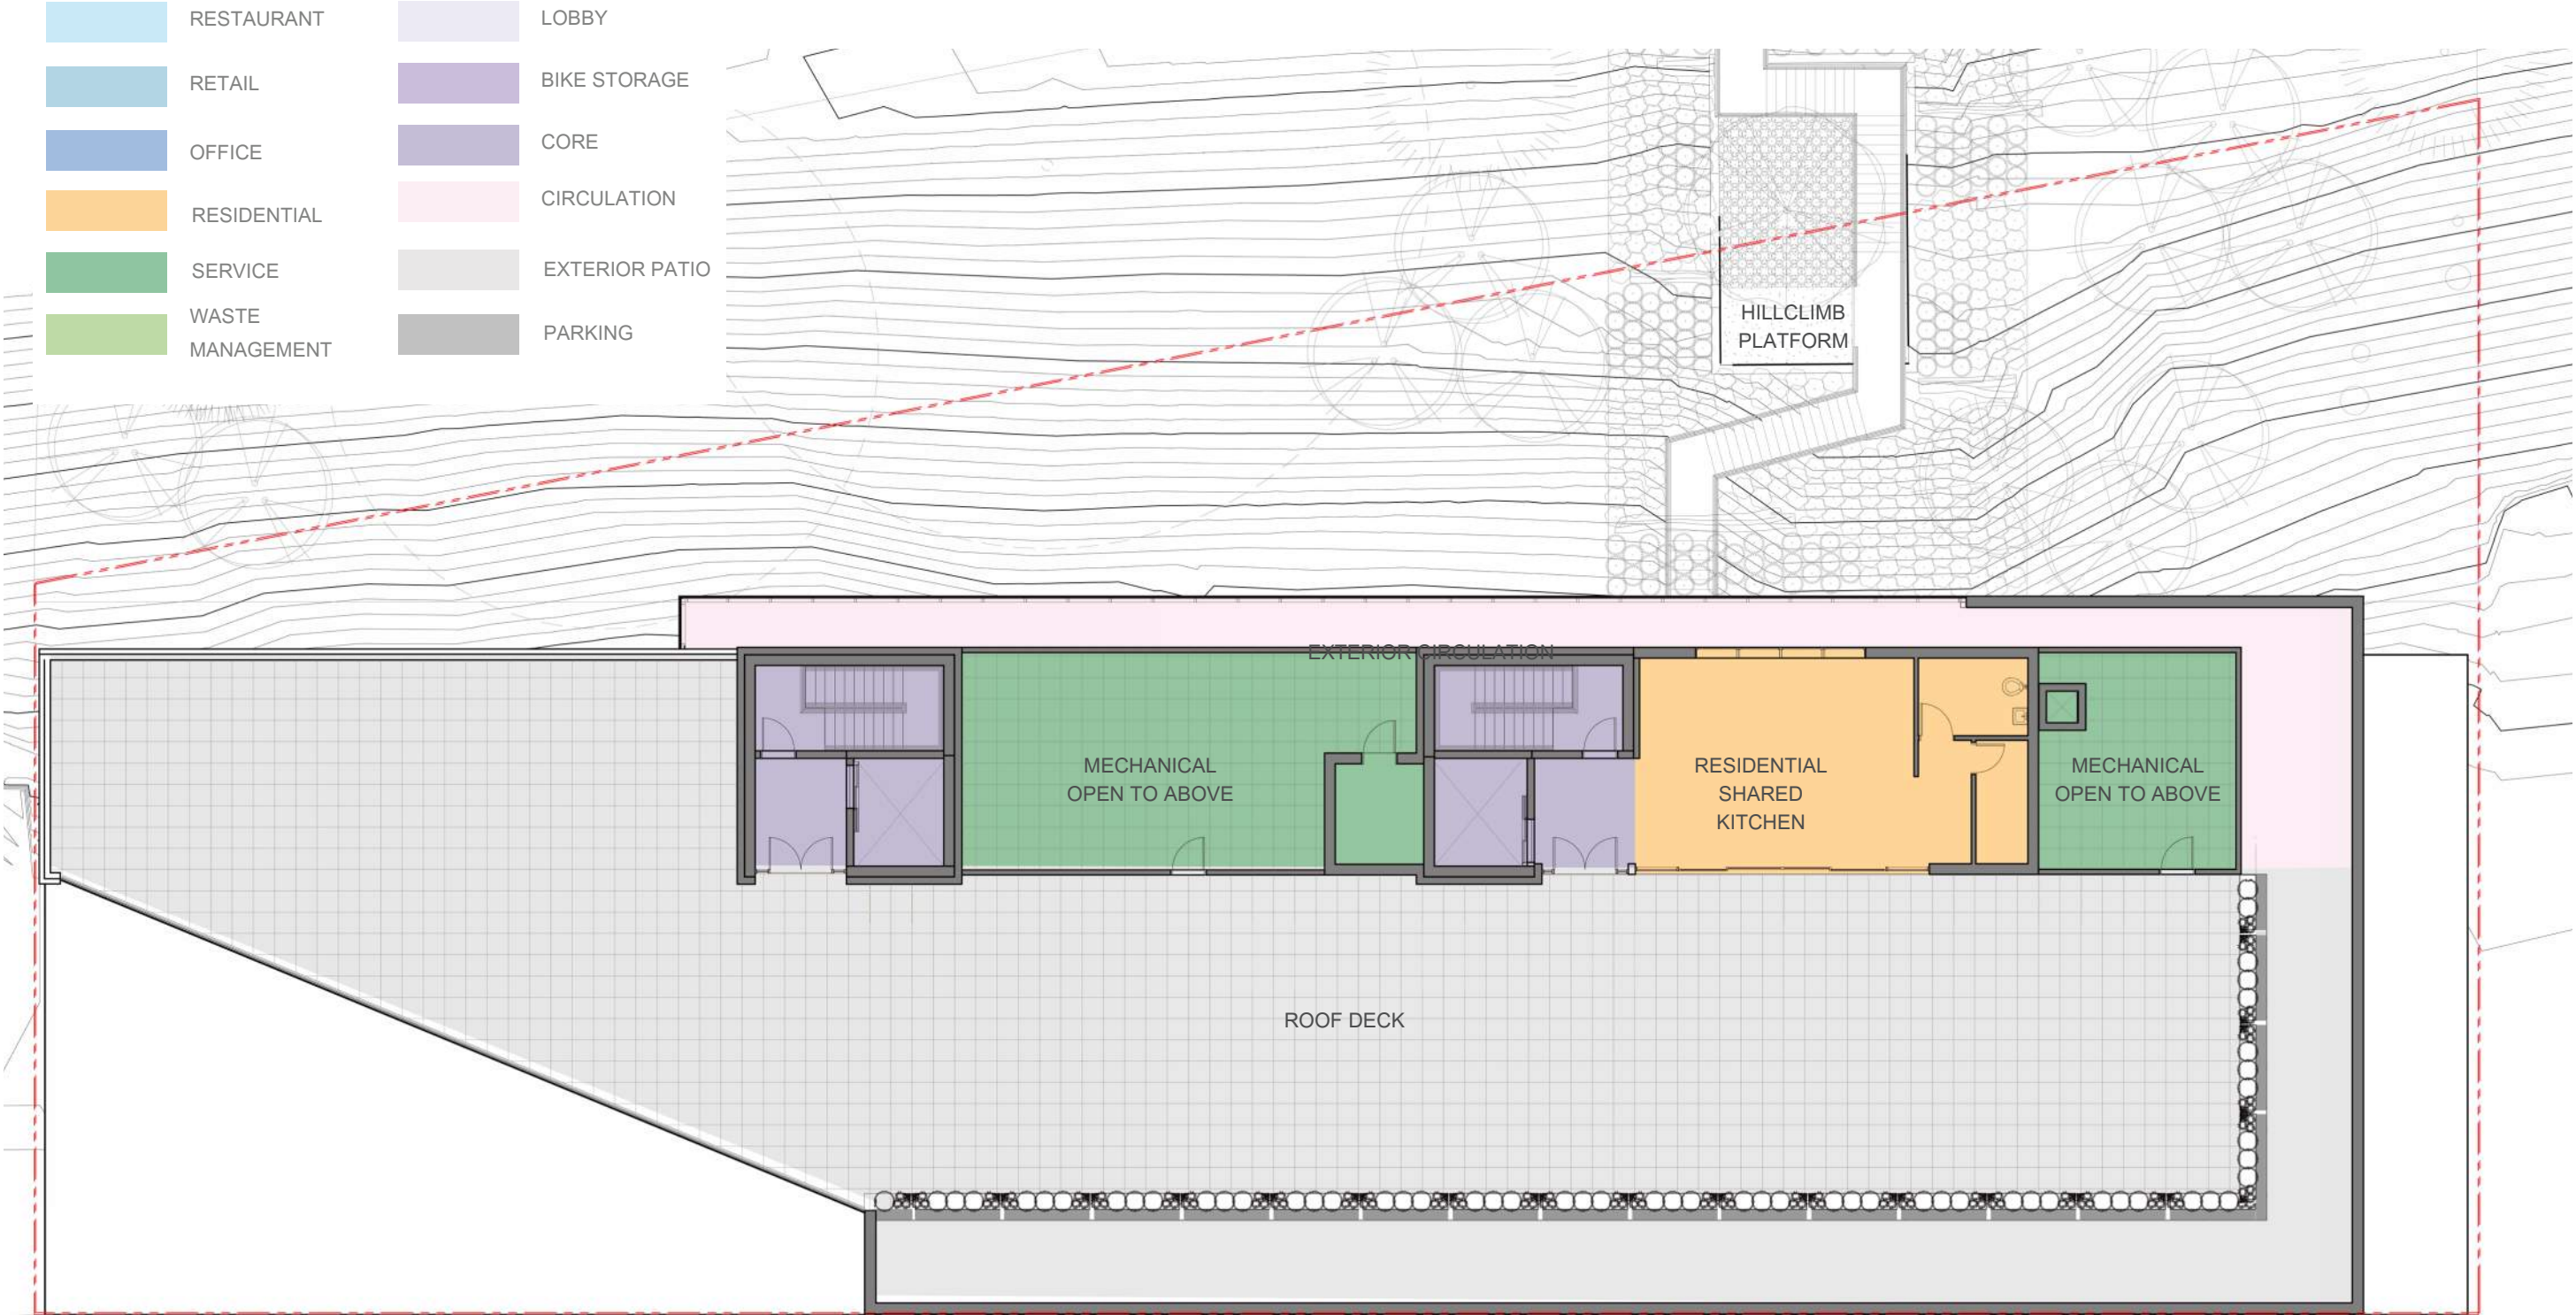 RESTAURANT
LOBBY
RETAIL
BIKE STORAGE
OFFICE
CORE
RESIDENTIAL
CIRCULATION
SERVICE
EXTERIOR PATIO
WASTE
MANAGEMENT
PARKING
HILLCLIMB
PLATFORM
EXTERIOR CIRCULATION
MECHANICAL
OPEN TO ABOVE
RESIDENTIAL
SHARED
KITCHEN
MECHANICAL
OPEN TO ABOVE
ROOF DECK